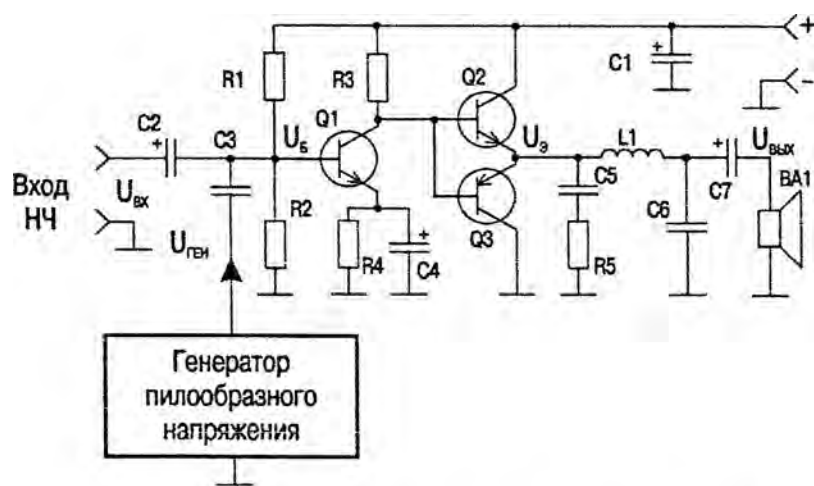 R1
R3
Q1
Q2
C1
+
-
C2
+
C3
Uб
Uэ
L1
Uвых
Вход
НЧ
Uвх
Uген
R2
R4
+
C4
Q3
C5
R5
C6
+
C7
BA1
+
Генератор
пилообразного
напряжения